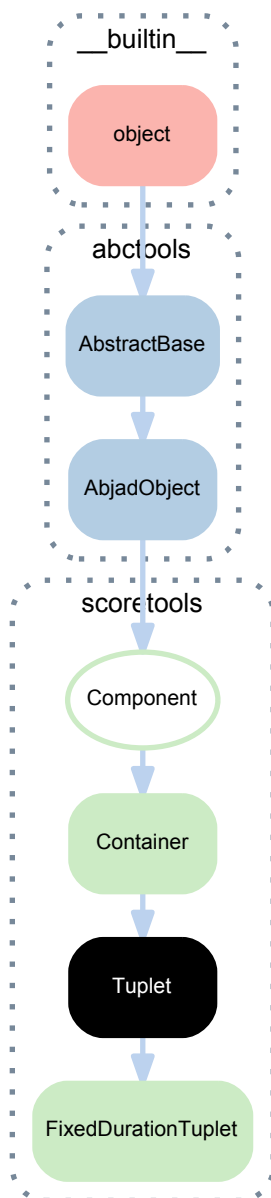 __builtin__
object
abctools
AbstractBase
AbjadObject
scoretools
Component
Container
Tuplet
FixedDurationTuplet